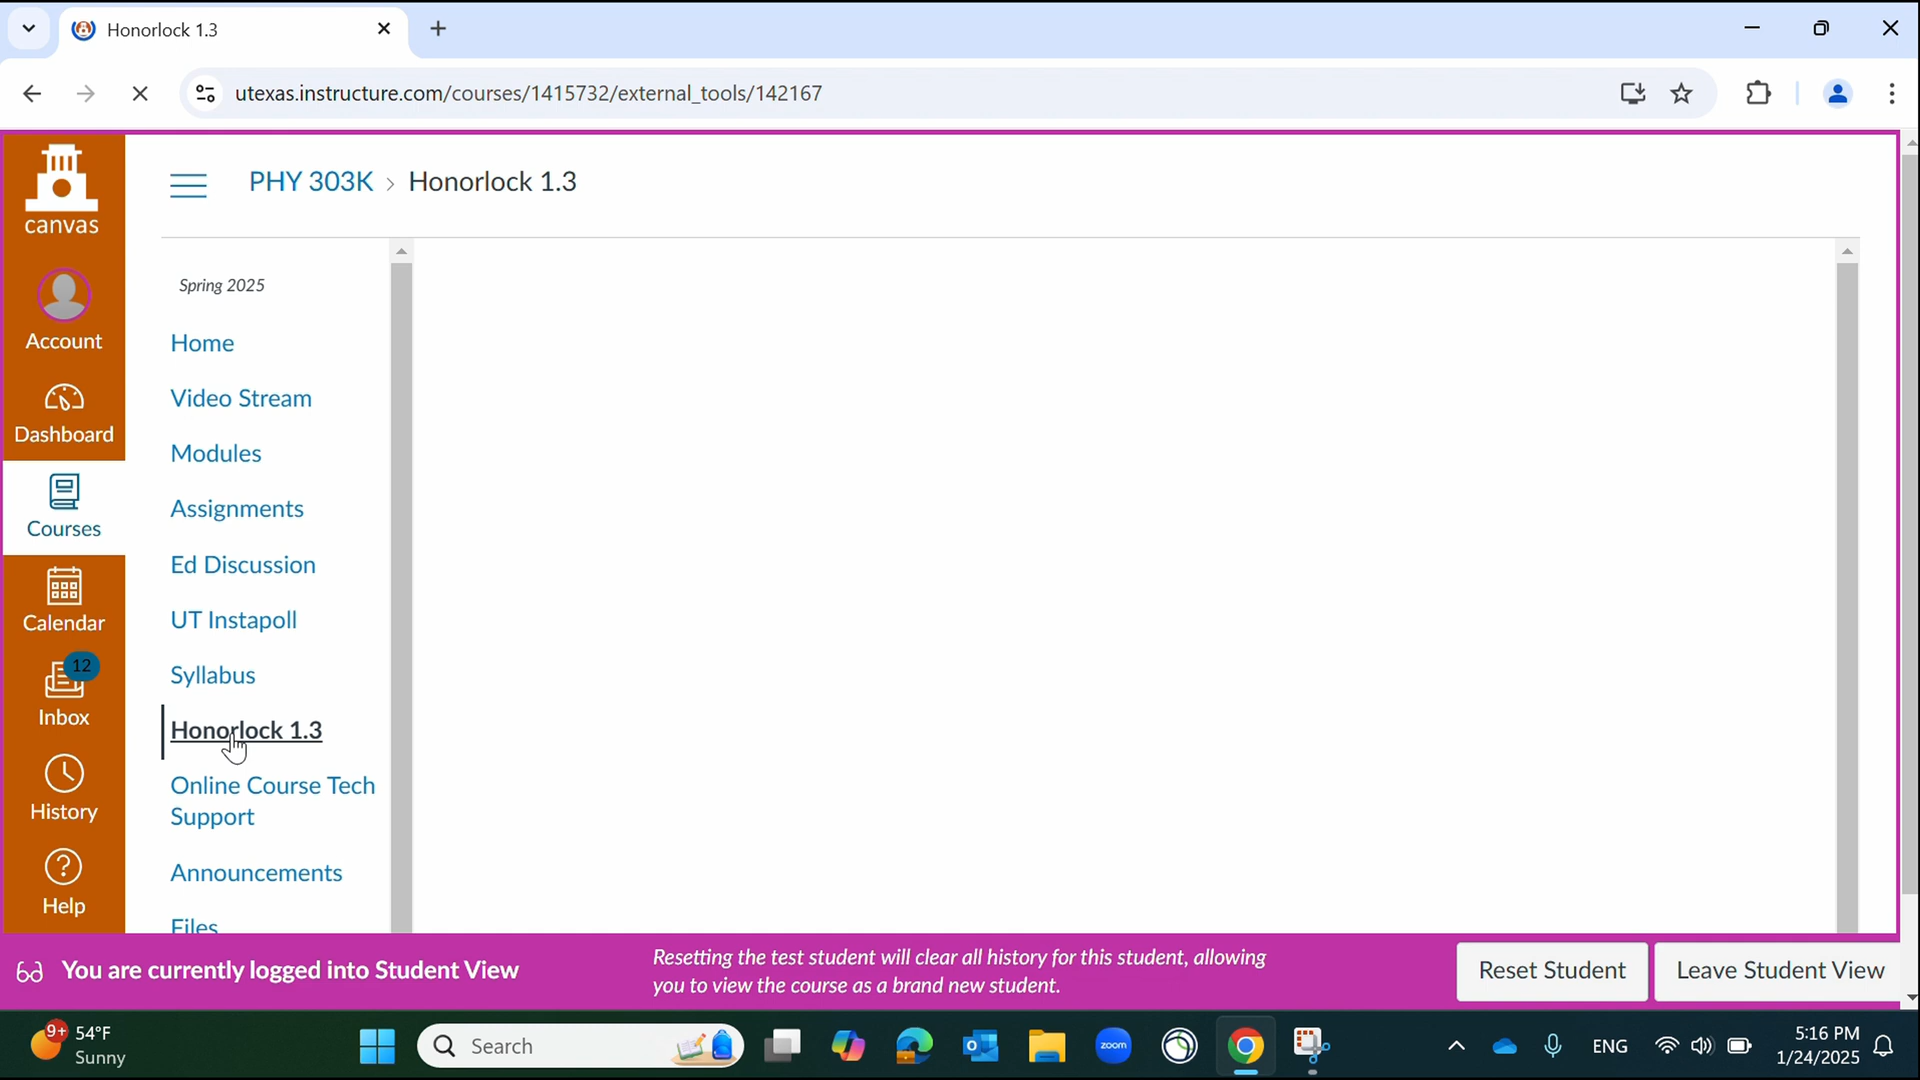 Honorlock 1.3
utexas.instructure.com/courses/1415732/external_tools/142167
canvas
Account
Dashboard
Courses
Calendar
12
Inbox
History
Help
PHY 303K > Honorlock 1.3
Spring 2025
Home
Video Stream
Modules
Assignments
Ed Discussion
UT Instapoll
Syllabus
Honorlock 1.3
Online Course Tech
Support
Announcements
Files
You are currently logged into Student View
Resetting the test student will clear all history for this student, allowing
you to view the course as a brand new student.
Reset Student
Leave Student View
9+
54°F
Sunny
Search
zoom
ENG
5:16 PM
1/24/2025